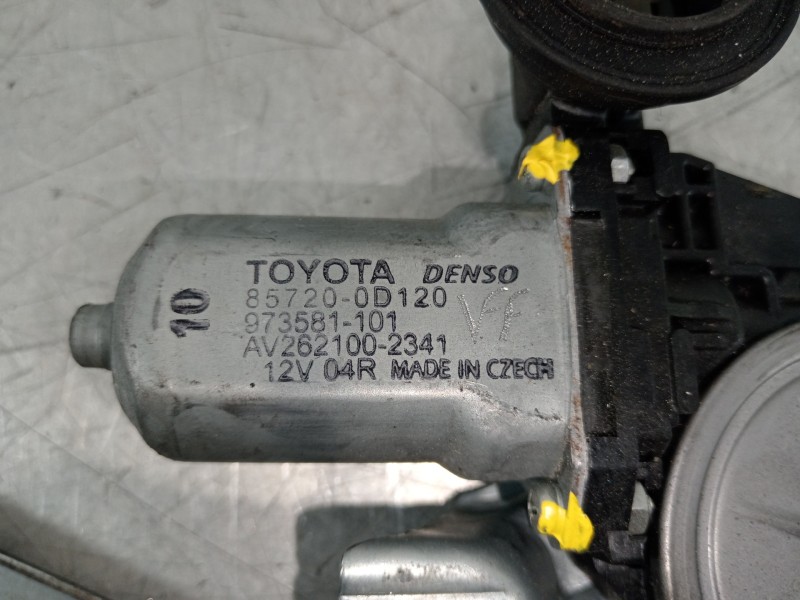 10
TOYOTA DENSO
85720-0D120
973581-101
AV262100-2341
12V 04R MADE IN CZECH
VF